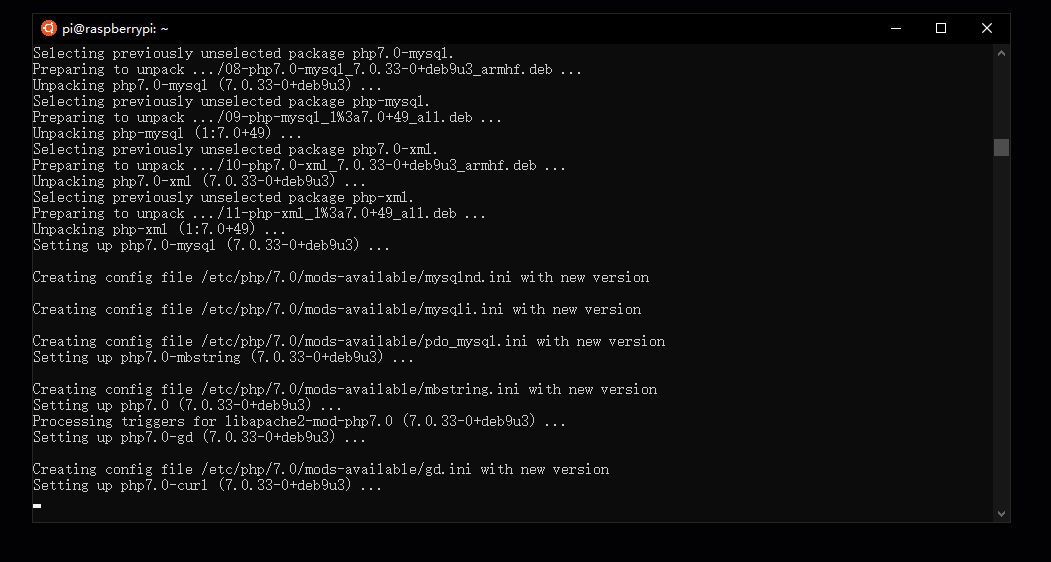 pi@raspberrypi: ~
Selecting previously unselected package php7.0-mysql.
Preparing to unpack .../08-php7.0-mysql_7.0.33-0+deb9u3_armhf.deb ...
Unpacking php7.0-mysql (7.0.33-0+deb9u3) ...
Selecting previously unselected package php-mysql.
Preparing to unpack .../09-php-mysql_1%3a7.0+49_all.deb ...
Unpacking php-mysql (1:7.0+49) ...
Selecting previously unselected package php7.0-xml.
Preparing to unpack .../10-php7.0-xml_7.0.33-0+deb9u3_armhf.deb ...
Unpacking php7.0-xml (7.0.33-0+deb9u3) ...
Selecting previously unselected package php-xml.
Preparing to unpack .../11-php-xml_1%3a7.0+49_all.deb ...
Unpacking php-xml (1:7.0+49) ...
Setting up php7.0-mysql (7.0.33-0+deb9u3) ...
Creating config file /etc/php/7.0/mods-available/mysqlnd.ini with new version
Creating config file /etc/php/7.0/mods-available/mysqli.ini with new version
Creating config file /etc/php/7.0/mods-available/pdo_mysql.ini with new version
Setting up php7.0-mbstring (7.0.33-0+deb9u3) ...
Creating config file /etc/php/7.0/mods-available/mbstring.ini with new version
Setting up php7.0 (7.0.33-0+deb9u3) ...
Processing triggers for libapache2-mod-php7.0 (7.0.33-0+deb9u3) ...
Setting up php7.0-gd (7.0.33-0+deb9u3) ...
Creating config file /etc/php/7.0/mods-available/gd.ini with new version
Setting up php7.0-curl (7.0.33-0+deb9u3) ...